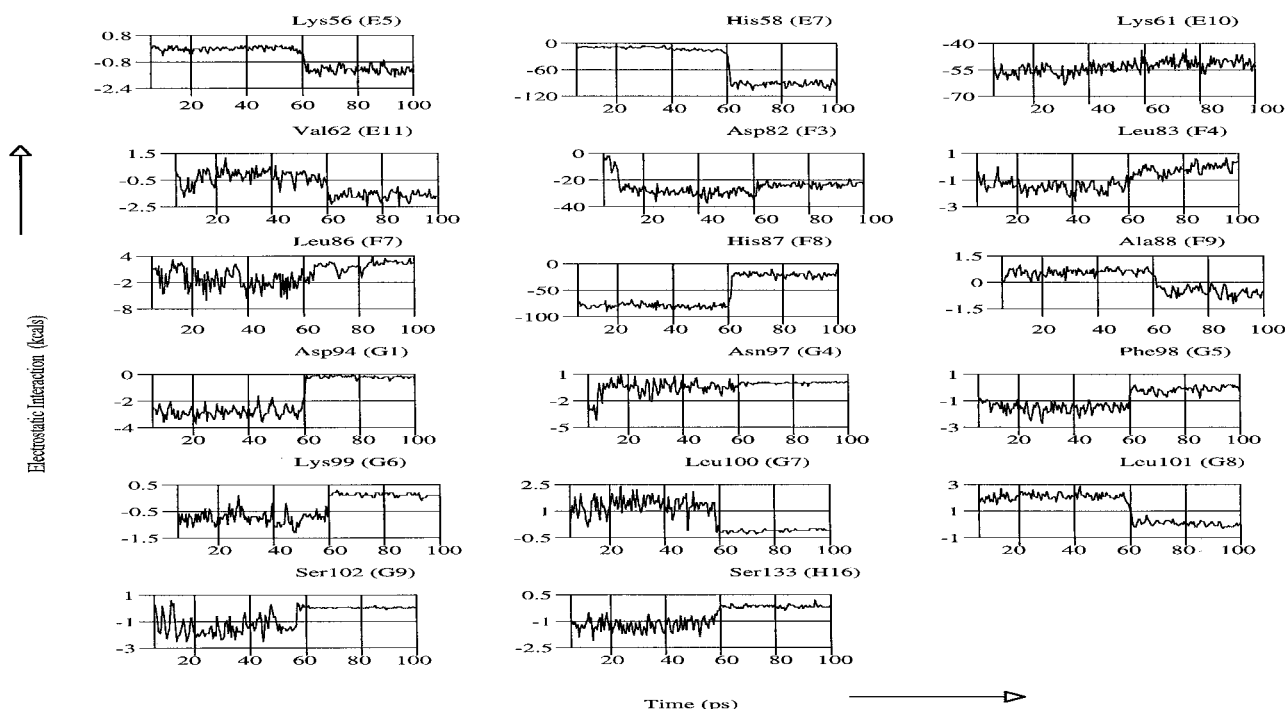 Lys56 (E5)
0.8
-0.8
-2.4
20 40 60 80 100
His58 (E7)
0
-60
-120
20 40 60 80 100
Lys61 (E10)
-40
-55
-70
20 40 60 80 100
Val62 (E11)
1.5
-0.5
-2.5
20 40 60 80 100
Asp82 (F3)
0
-20
-40
20 40 60 80 100
Leu83 (F4)
1
-1
-3
20 40 60 80 100
Leu86 (F7)
4
-2
-8
20 40 60 80 100
His87 (F8)
0
-50
-100
20 40 60 80 100
Ala88 (F9)
1.5
0
-1.5
20 40 60 80 100
Asp94 (G1)
0
-2
-4
20 40 60 80 100
Asn97 (G4)
1
-2
-5
20 40 60 80 100
Phe98 (G5)
1
-1
-3
20 40 60 80 100
Lys99 (G6)
0.5
-0.5
-1.5
20 40 60 80 100
Leu100 (G7)
2.5
1
-0.5
20 40 60 80 100
Leu101 (G8)
3
1
-1
20 40 60 80 100
Ser102 (G9)
1
-1
-3
20 40 60 80 100
Ser133 (H16)
0.5
-1
-2.5
20 40 60 80 100
Electrostatic Interaction (kcals)
Time (ps)